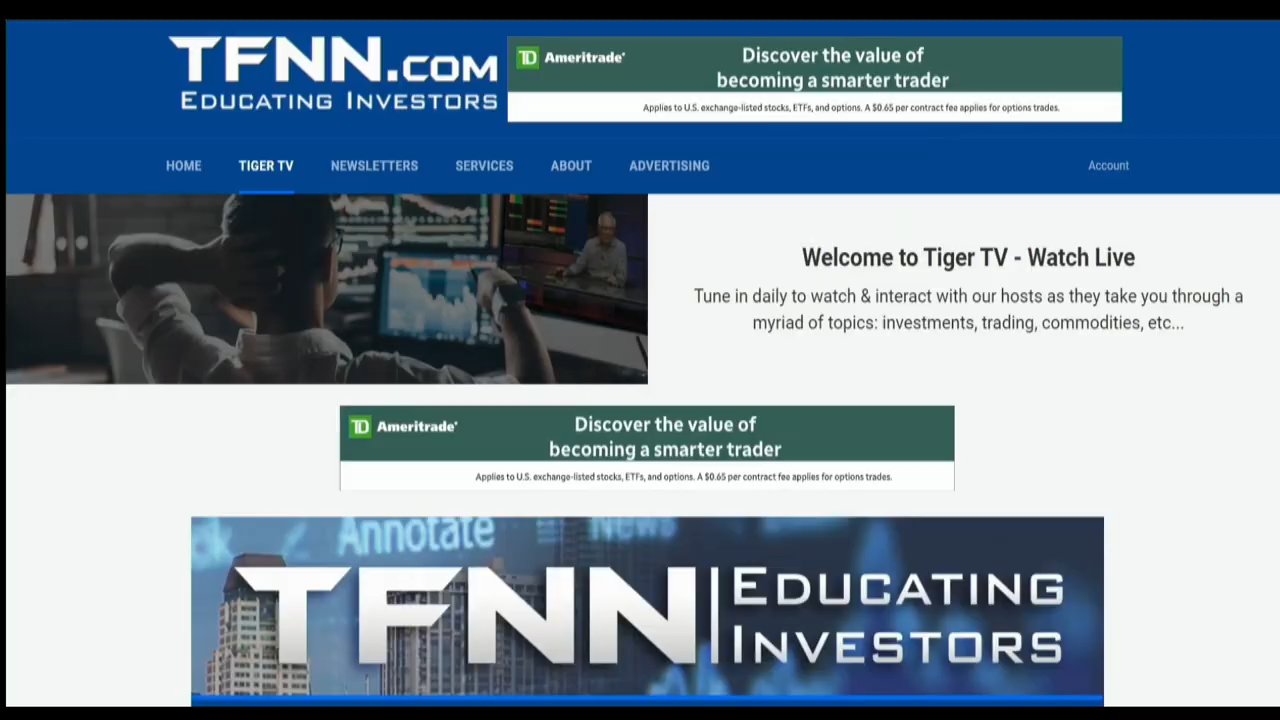 TFNN.COM
EDUCATING INVESTORS
TD Ameritrade
Discover the value of
becoming a smarter trader
Applies to U.S. exchange-listed stocks, ETFs, and options. A $0.65 per contract fee applies for options trades.
HOME TIGER TV NEWSLETTERS SERVICES ABOUT ADVERTISING Account
Welcome to Tiger TV - Watch Live
Tune in daily to watch & interact with our hosts as they take you through a
myriad of topics: investments, trading, commodities, etc...
TD Ameritrade
Discover the value of
becoming a smarter trader
Applies to U.S. exchange-listed stocks, ETFs, and options. A $0.65 per contract fee applies for options trades.
Annotate News
TFNN EDUCATING
INVESTORS